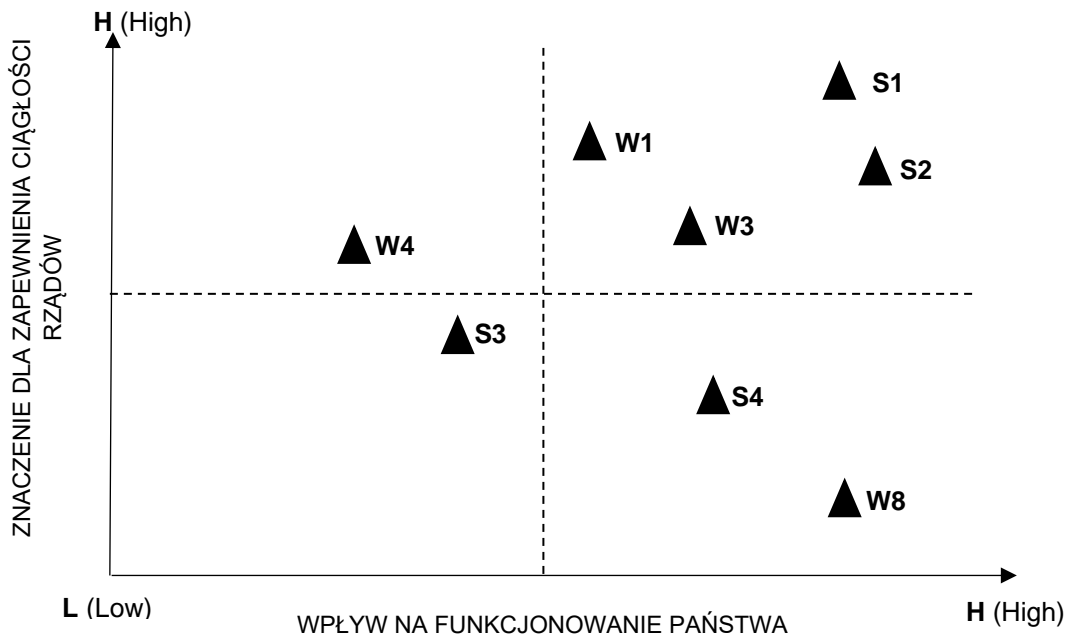 H (High)
ZNACZENIE DLA ZAPEWNIENIA CIĄGŁOŚCI
RZĄDÓW
S1
W1
S2
W3
W4
S3
S4
W8
L (Low)
H (High)
WPŁYW NA FUNKCJONOWANIE PAŃSTWA